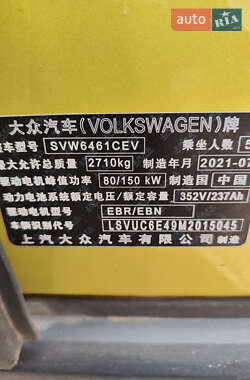 AUTO.RIA
大众汽车(VOLKSWAGEN)牌
整车型号 SVW6461CEV 乘坐人数 5
最大允许总质量 2710kg 制造年月 2021-07
驱动电机峰值功率 80/150 kW 制造国 中国
动力电池系统额定电压/额定容量 352V/237Ah
驱动电机型号 EBR/EBN
车辆识别代号 LSVUC6E49M2015045
上汽大众汽车有限公司 制造